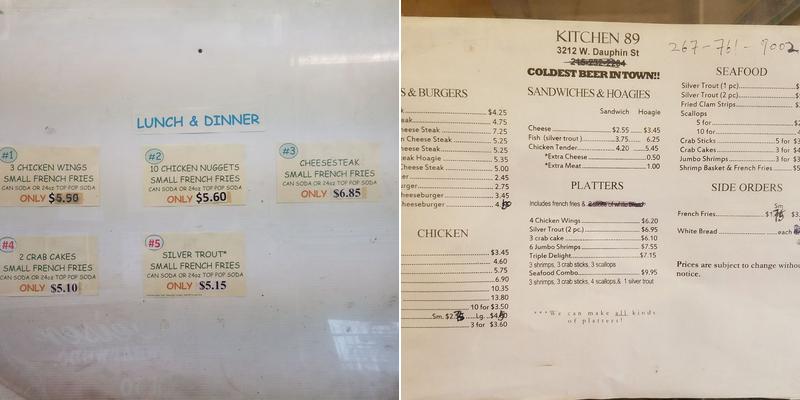 LUNCH & DINNER
#1
3 CHICKEN WINGS
SMALL FRENCH FRIES
CAN SODA OR 24oz TOP POP SODA
ONLY $5.50
#2
10 CHICKEN NUGGETS
SMALL FRENCH FRIES
CAN SODA OR 24oz TOP POP SODA
ONLY $5.60
#3
CHEESESTEAK
SMALL FRENCH FRIES
CAN SODA OR 24oz TOP POP SODA
ONLY $6.85
#4
2 CRAB CAKES
SMALL FRENCH FRIES
CAN SODA OR 24oz TOP POP SODA
ONLY $5.10
#5
SILVER TROUT*
SMALL FRENCH FRIES
CAN SODA OR 24oz TOP POP SODA
ONLY $5.15
KITCHEN 89
3212 W. Dauphin St
267-761-9002
COLDEST BEER IN TOWN!!
S & BURGERS
$4.25
4.75
heese Steak 7.25
n Cheese Steak 5.25
eese Steak 5.25
teak Hoagie 5.35
5.00
2.45
urger 2.75
heeseburger 3.45
cheeseburger
CHICKEN
$3.45
4.60
5.75
6.90
10.35
13.80
10 for $3.50
Sm. $2. Lg.
3 for $3.60
SANDWICHES & HOAGIES
Sandwich Hoagie
Cheese $2.55 $3.45
Fish (silver trout) 3.75 6.25
Chicken Tender 4.20 5.45
*Extra Cheese 0.50
*Extra Meat 1.00
PLATTERS
Includes french fries &
4 Chicken Wings $6.20
Silver Trout (2 pc.) $6.95
3 crab cake $6.10
6 Jumbo Shrimps $7.55
Triple Delight $7.15
3 shrimps, 3 crab sticks, 3 scallops
Seafood Combo $9.95
3 shrimps, 3 crab sticks, 4 scallops,& 1 silver trout
***We can make all kinds
of platters!
SEAFOOD
Silver Trout (1 pc) $
Silver Trout (2 pc)
Fried Clam Strips
Scallops
5 for $
10 for
Crab Sticks 5 for $
Crab Cakes 3 for $
Jumbo Shrimps 3 for $
Shrimp Basket & French Fries $
SIDE ORDERS
Sm
French Fries
White Bread each
Prices are subject to change withou
notice.